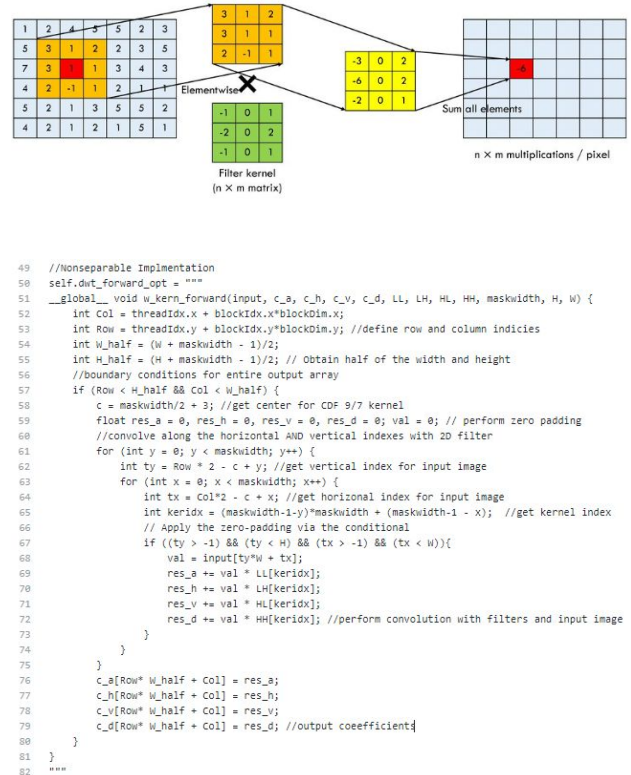 1 2 4 5 5 2 3
5 3 1 2 2 3 5
7 3 1 1 3 4 3
4 2 -1 1 2 1 1
5 2 1 3 5 5 2
4 2 1 2 1 5 1
3 1 2
3 1 1
2 -1 1
Elementwise
-1 0 1
-2 0 2
-1 0 1
Filter kernel
(n × m matrix)
-3 0 2
-6 0 2
-2 0 1
Sum all elements
-6
n × m multiplications / pixel
49 //Nonseparable Implmentation
50 self.dwt_forward_opt = """
51 __global__ void w_kern_forward(input, c_a, c_h, c_v, c_d, LL, LH, HL, HH, maskwidth, H, W) {
52 int Col = threadIdx.x + blockIdx.x*blockDim.x;
53 int Row = threadIdx.y + blockIdx.y*blockDim.y; //define row and column indicies
54 int W_half = (W + maskwidth - 1)/2;
55 int H_half = (H + maskwidth - 1)/2; // Obtain half of the width and height
56 //boundary conditions for entire output array
57 if (Row < H_half && Col < W_half) {
58 c = maskwidth/2 + 3; //get center for CDF 9/7 kernel
59 float res_a = 0, res_h = 0, res_v = 0, res_d = 0; val = 0; // perform zero padding
60 //convolve along the horizontal AND vertical indexes with 2D filter
61 for (int y = 0; y < maskwidth; y++) {
62 int ty = Row * 2 - c + y; //get vertical index for input image
63 for (int x = 0; x < maskwidth; x++) {
64 int tx = Col*2 - c + x; //get horizonal index for input image
65 int keridx = (maskwidth-1-y)*maskwidth + (maskwidth-1 - x); //get kernel index
66 // Apply the zero-padding via the conditional
67 if ((ty > -1) && (ty < H) && (tx > -1) && (tx < W)){
68 val = input[ty*W + tx];
69 res_a += val * LL[keridx];
70 res_h += val * LH[keridx];
71 res_v += val * HL[keridx];
72 res_d += val * HH[keridx]; //perform convolution with filters and input image
73 }
74 }
75 }
76 c_a[Row* W_half + Col] = res_a;
77 c_h[Row* W_half + Col] = res_h;
78 c_v[Row* W_half + Col] = res_v;
79 c_d[Row* W_half + Col] = res_d; //output coeefficients
80 }
81 }
82 """